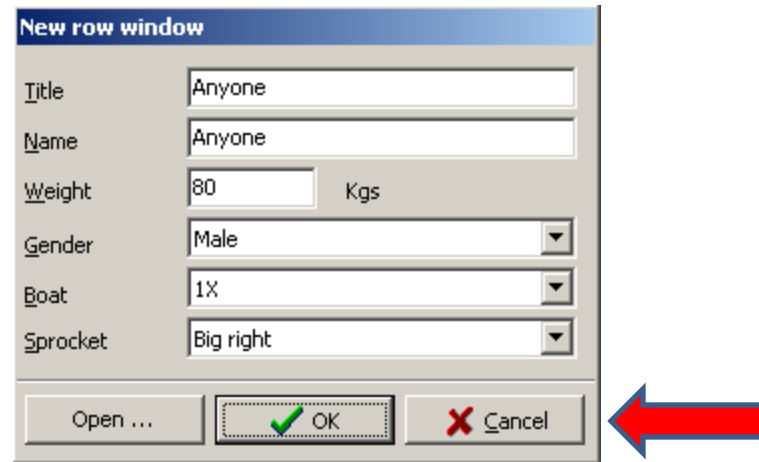 New row window
Title Anyone
Name Anyone
Weight 80 Kgs
Gender Male
Boat 1X
Sprocket Big right
Open ... OK Cancel